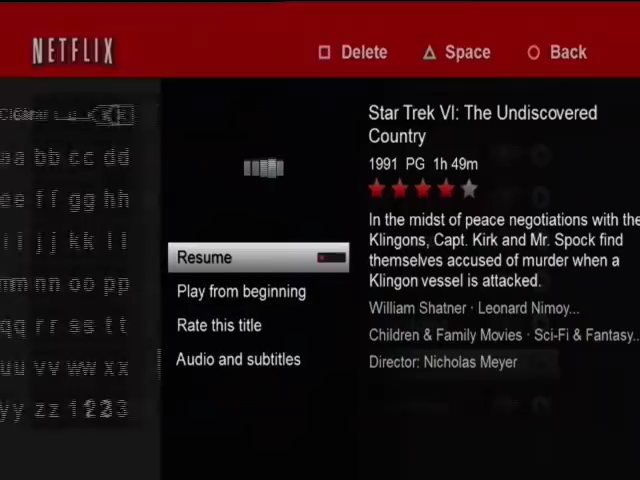 NETFLIX
Delete
Space
Back
aa bb cc dd
ee ff gg hh
ii jj kk ll
mm nn oo pp
qq rr ss tt
uu vv ww xx
yy zz 1 2 3
Resume
Play from beginning
Rate this title
Audio and subtitles
Star Trek VI: The Undiscovered
Country
1991 PG 1h 49m
In the midst of peace negotiations with the
Klingons, Capt. Kirk and Mr. Spock find
themselves accused of murder when a
Klingon vessel is attacked.
William Shatner · Leonard Nimoy...
Children & Family Movies · Sci-Fi & Fantasy...
Director: Nicholas Meyer